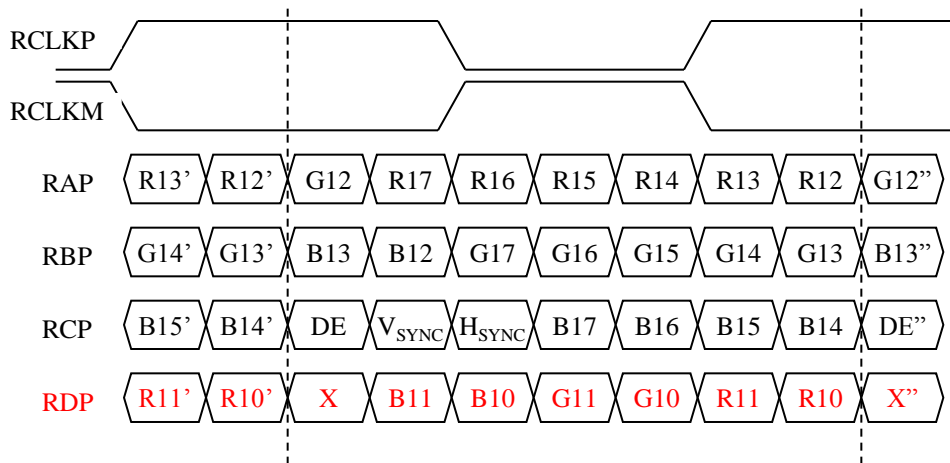 RCLKP
RCLKM
RAP R13’ R12’ G12 R17 R16 R15 R14 R13 R12 G12”
RBP G14’ G13’ B13 B12 G17 G16 G15 G14 G13 B13”
RCP B15’ B14’ DE VSYNC HSYNC B17 B16 B15 B14 DE”
RDP R11’ R10’ X B11 B10 G11 G10 R11 R10 X”